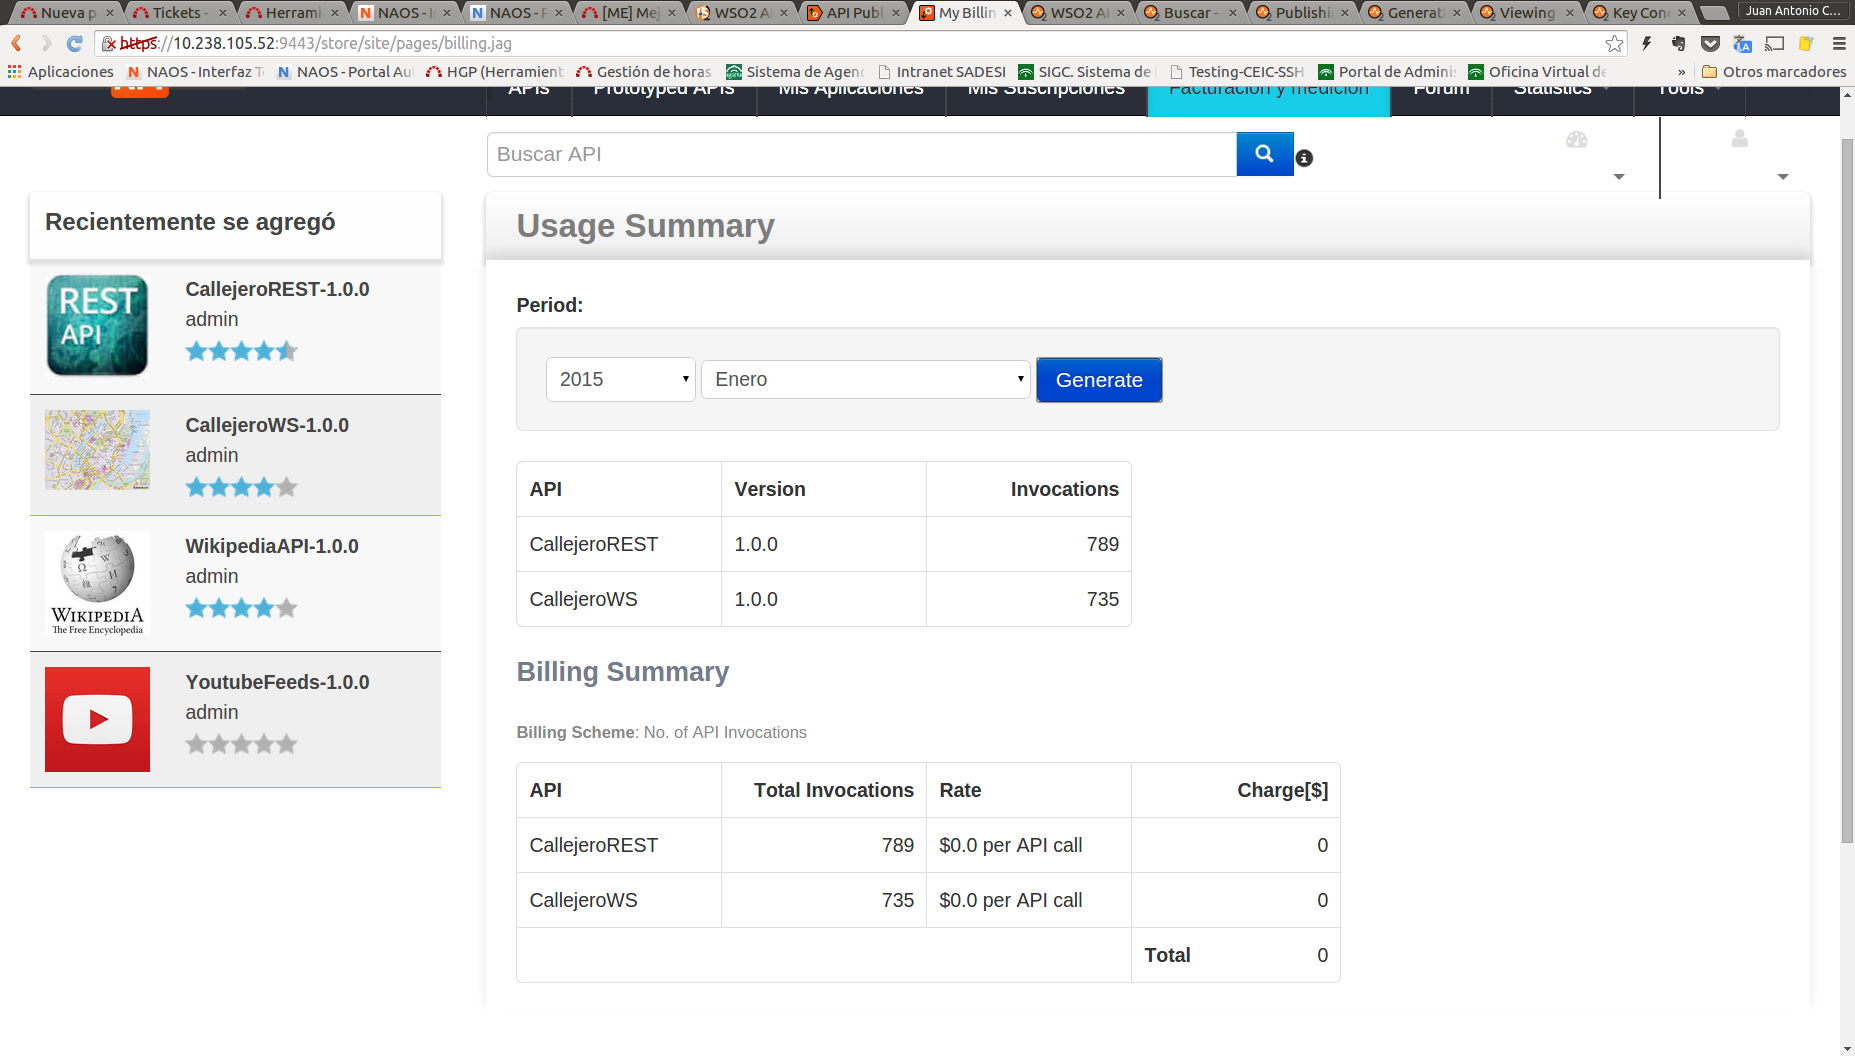 Nueva p
Tickets -
Herrami
NAOS - I
NAOS - P
[ME] Mej
WSO2 A
API Publ
My Billin
WSO2 A
Buscar -
Publishi
Generat
Viewing
Key Con
Juan Antonio C...
https://10.238.105.52:9443/store/site/pages/billing.jag
Aplicaciones
NAOS - Interfaz T
NAOS - Portal Au
HGP (Herramient
Gestión de horas
Sistema de Agen
Intranet SADESI
SIGC. Sistema de
Testing-CEIC-SSH
Portal de Adminis
Oficina Virtual de
»
Otros marcadores
APIs
Prototyped APIs
Mis Aplicaciones
Mis Suscripciones
Facturación y medición
Forum
Statistics
Tools
Buscar API
Recientemente se agregó
REST
API
CallejeroREST-1.0.0
admin
CallejeroWS-1.0.0
admin
WIKIPEDIA
The Free Encyclopedia
WikipediaAPI-1.0.0
admin
YoutubeFeeds-1.0.0
admin
Usage Summary
Period:
2015
Enero
Generate
API Version Invocations
CallejeroREST 1.0.0 789
CallejeroWS 1.0.0 735
Billing Summary
Billing Scheme: No. of API Invocations
API Total Invocations Rate Charge[$]
CallejeroREST 789 $0.0 per API call 0
CallejeroWS 735 $0.0 per API call 0
Total 0